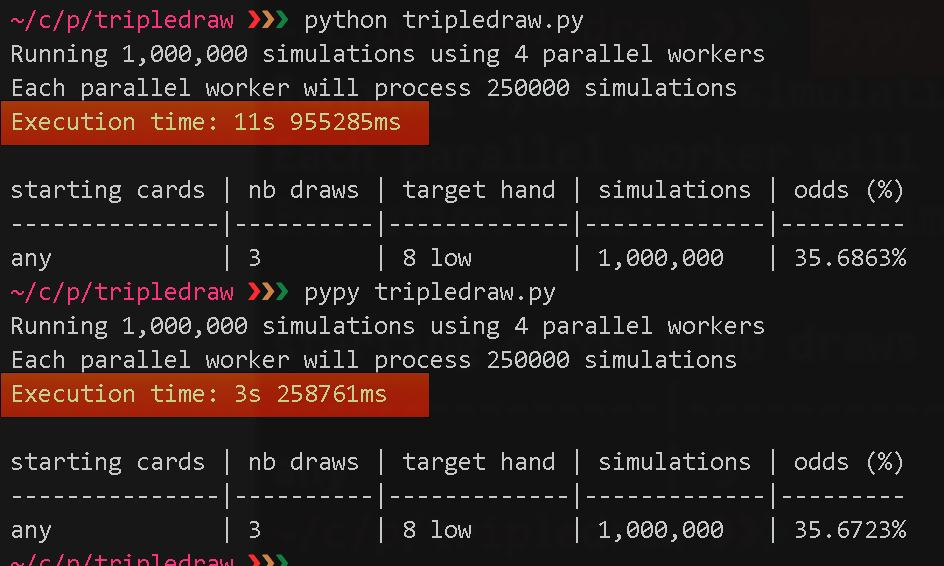 ~/c/p/tripledraw ❯❯❯ python tripledraw.py
Running 1,000,000 simulations using 4 parallel workers
Each parallel worker will process 250000 simulations
Execution time: 11s 955285ms
starting cards | nb draws | target hand | simulations | odds (%)
---------------|----------|-------------|-------------|---------
any | 3 | 8 low | 1,000,000 | 35.6863%
~/c/p/tripledraw ❯❯❯ pypy tripledraw.py
Running 1,000,000 simulations using 4 parallel workers
Each parallel worker will process 250000 simulations
Execution time: 3s 258761ms
starting cards | nb draws | target hand | simulations | odds (%)
---------------|----------|-------------|-------------|---------
any | 3 | 8 low | 1,000,000 | 35.6723%
~/c/p/tripledraw ❯❯❯